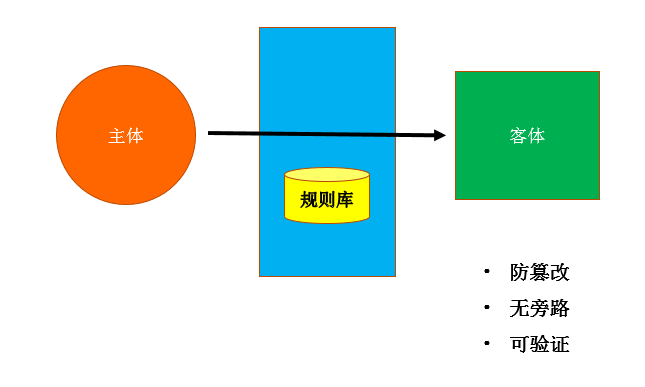 主体
客体
规则库
• 防篡改
• 无旁路
• 可验证